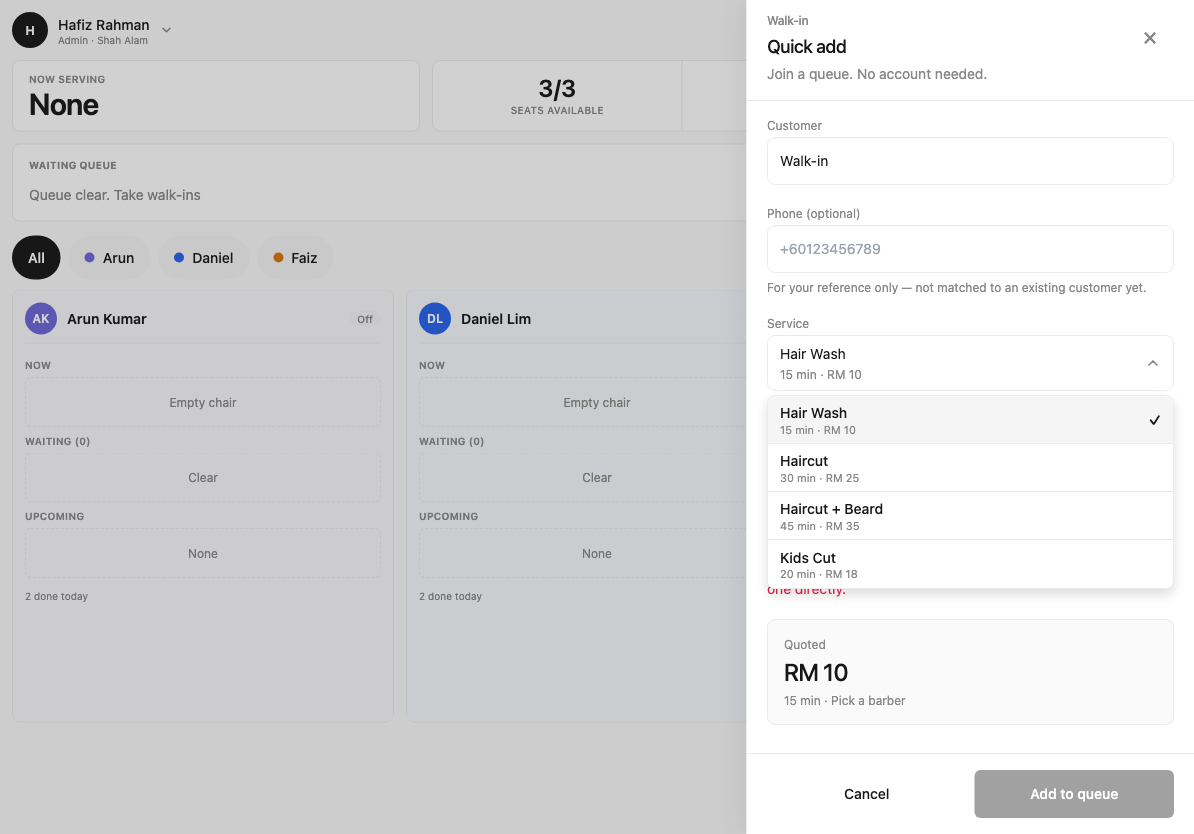 H
Hafiz Rahman
Admin · Shah Alam
NOW SERVING
None
3/3
SEATS AVAILABLE
WAITING QUEUE
Queue clear. Take walk-ins
All
Arun
Daniel
Faiz
AK
Arun Kumar
Off
NOW
Empty chair
WAITING (0)
Clear
UPCOMING
None
2 done today
DL
Daniel Lim
NOW
Empty chair
WAITING (0)
Clear
UPCOMING
None
2 done today
Walk-in
Quick add
Join a queue. No account needed.
Customer
Walk-in
Phone (optional)
+60123456789
For your reference only — not matched to an existing customer yet.
Service
Hair Wash
15 min · RM 10
Hair Wash
15 min · RM 10
Haircut
30 min · RM 25
Haircut + Beard
45 min · RM 35
Kids Cut
20 min · RM 18
one directly.
Quoted
RM 10
15 min · Pick a barber
Cancel
Add to queue